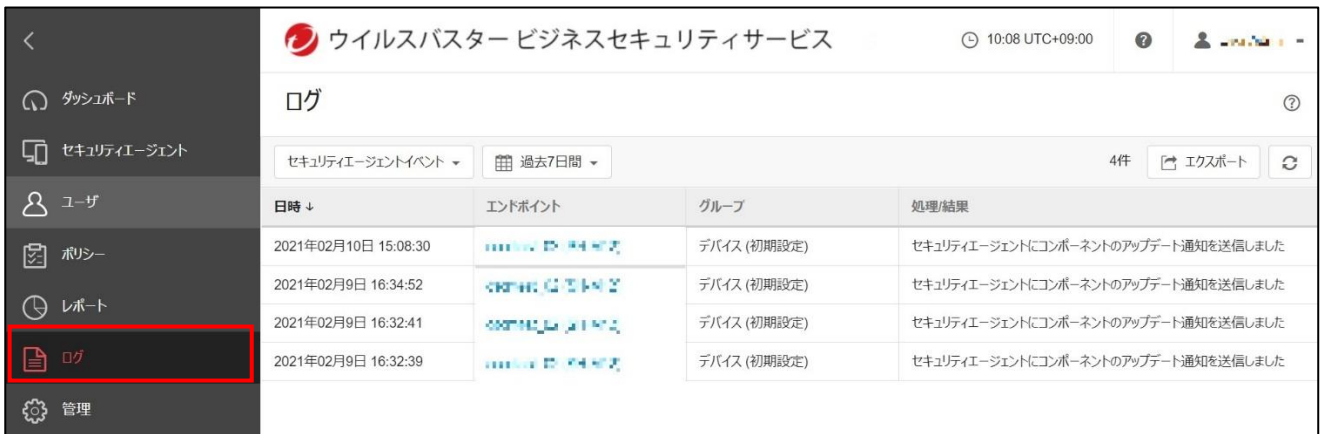 ウイルスバスター ビジネスセキュリティサービス 10:08 UTC+09:00
ダッシュボード
セキュリティエージェント
ユーザ
ポリシー
レポート
ログ
管理
ログ
セキュリティエージェントイベント 過去7日間 4件 エクスポート
日時↓ エンドポイント グループ 処理/結果
2021年02月10日 15:08:30 デバイス (初期設定) セキュリティエージェントにコンポーネントのアップデート通知を送信しました
2021年02月9日 16:34:52 デバイス (初期設定) セキュリティエージェントにコンポーネントのアップデート通知を送信しました
2021年02月9日 16:32:41 デバイス (初期設定) セキュリティエージェントにコンポーネントのアップデート通知を送信しました
2021年02月9日 16:32:39 デバイス (初期設定) セキュリティエージェントにコンポーネントのアップデート通知を送信しました